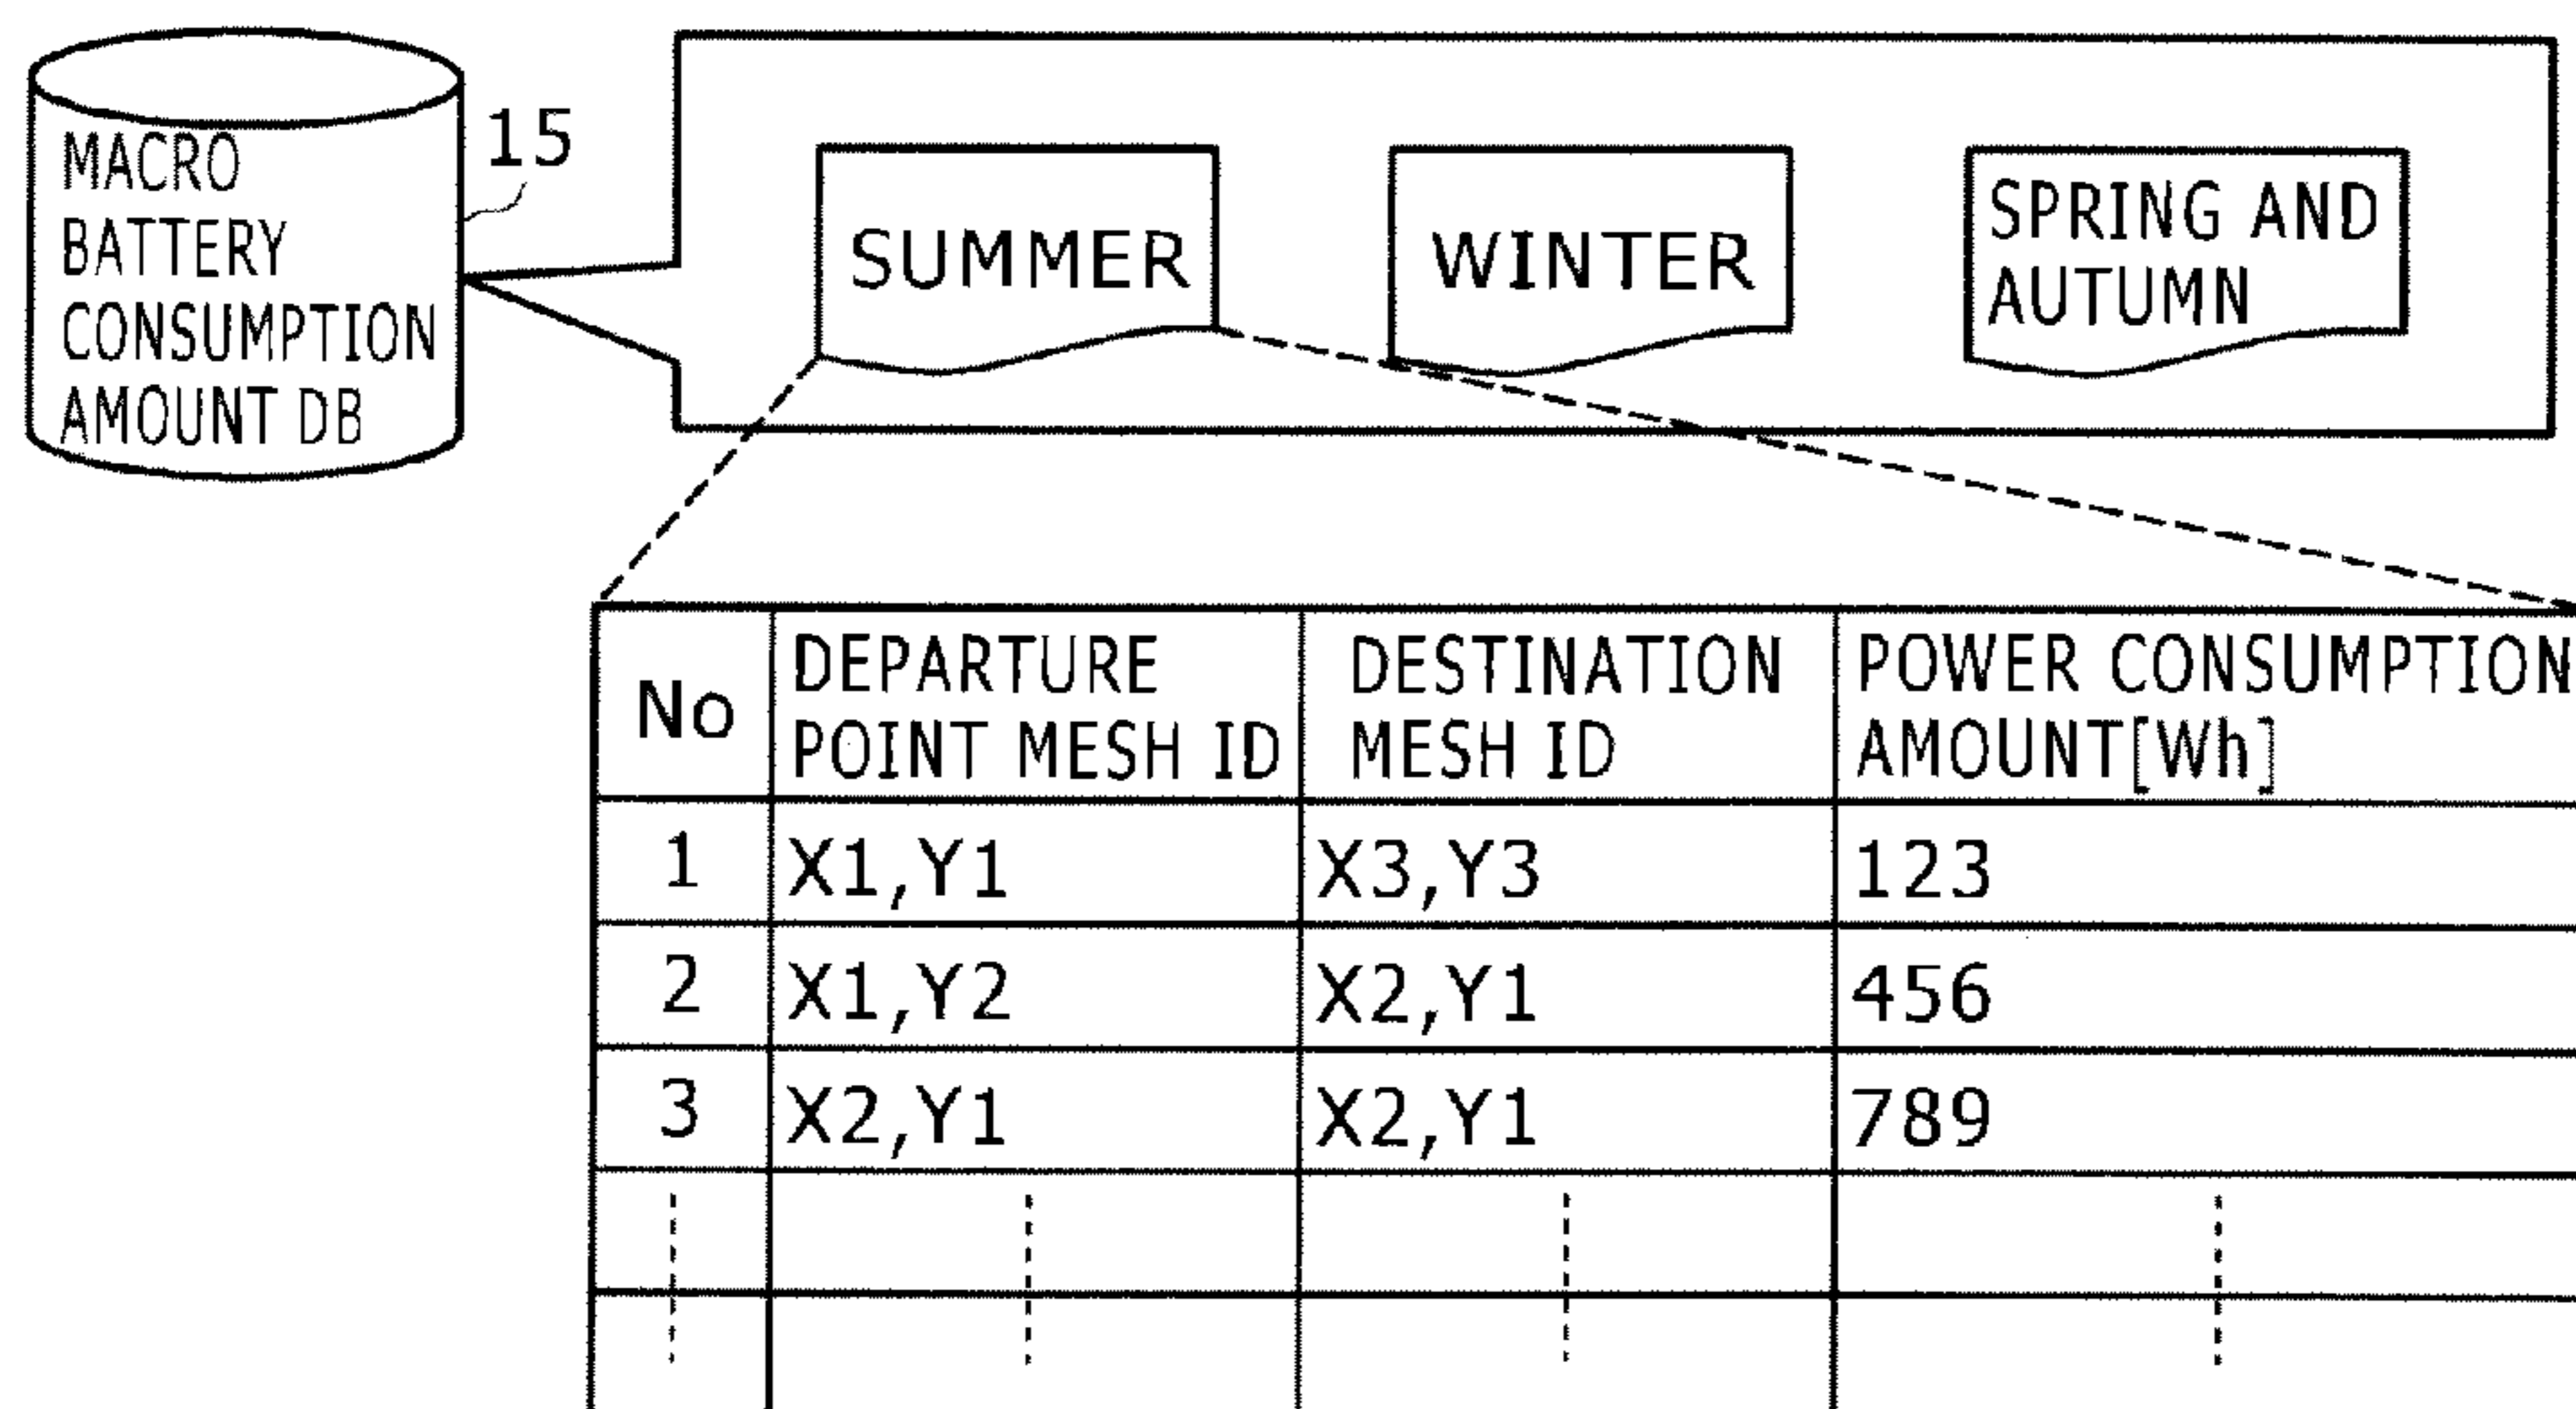 MACRO
BATTERY
CONSUMPTION
AMOUNT DB
15
SUMMER
WINTER
SPRING AND
AUTUMN
No
DEPARTURE
POINT MESH ID
DESTINATION
MESH ID
POWER CONSUMPTION
AMOUNT[Wh]
1 X1,Y1 X3,Y3 123
2 X1,Y2 X2,Y1 456
3 X2,Y1 X2,Y1 789